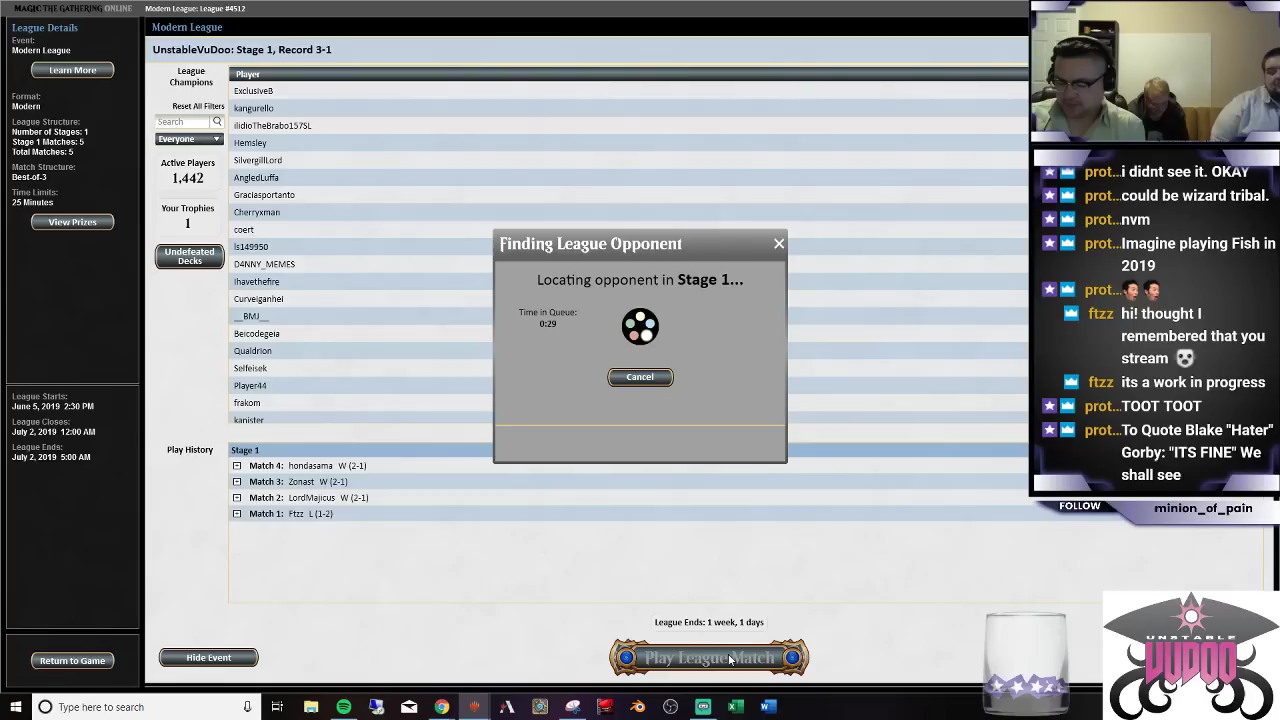 MAGIC THE GATHERING ONLINE
Modern League: League #4512
League Details
Event:
Modern League
Learn More
Format:
Modern
League Structure:
Number of Stages: 1
Stage 1 Matches: 5
Total Matches: 5
Match Structure:
Best-of-3
Time Limits:
25 Minutes
View Prizes
League Starts:
June 5, 2019 2:30 PM
League Closes:
July 2, 2019 12:00 AM
League Ends:
July 2, 2019 5:00 AM
Return to Game
Modern League
UnstableVuDoo: Stage 1, Record 3-1
League
Champions
Reset All Filters
Search
Everyone
Active Players
1,442
Your Trophies
1
Undefeated
Decks
Player
ExclusiveB
kangurello
ilidioTheBrabo157SL
Hemsley
SilvergillLord
AngledLuffa
Graciasportanto
Cherryxman
coert
ls149950
D4NNY_MEMES
Ihavethefire
Curveiganhei
__BMJ__
Beicodegeia
Qualdrion
Selfeisek
Player44
frakom
kanister
Finding League Opponent
Locating opponent in Stage 1...
Time in Queue:
0:29
Cancel
Play History
Stage 1
Match 4: hondasama W (2-1)
Match 3: Zonast W (2-1)
Match 2: LordMajicus W (2-1)
Match 1: Ftzz L (1-2)
League Ends: 1 week, 1 days
Hide Event
Play League Match
prot... i didnt see it. OKAY
prot... could be wizard tribal.
prot... nvm
prot... Imagine playing Fish in
2019
prot...
ftzz hi! thought I
remembered that you
stream
ftzz its a work in progress
prot... TOOT TOOT
prot... To Quote Blake "Hater"
Gorby: "ITS FINE" We
shall see
FOLLOW
minion_of_pain
UNSTABLE
VUDOO
Type here to search